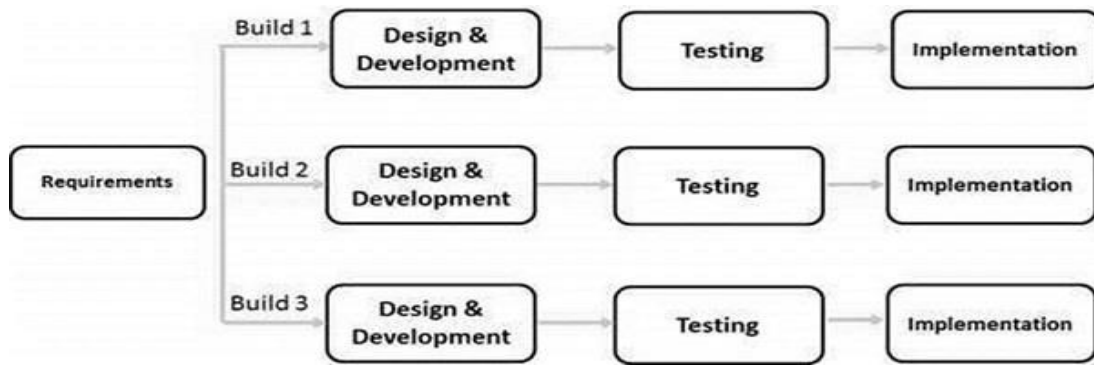 Build 1
Design &
Development
Testing
Implementation
Requirements
Build 2
Design &
Development
Testing
Implementation
Build 3
Design &
Development
Testing
Implementation